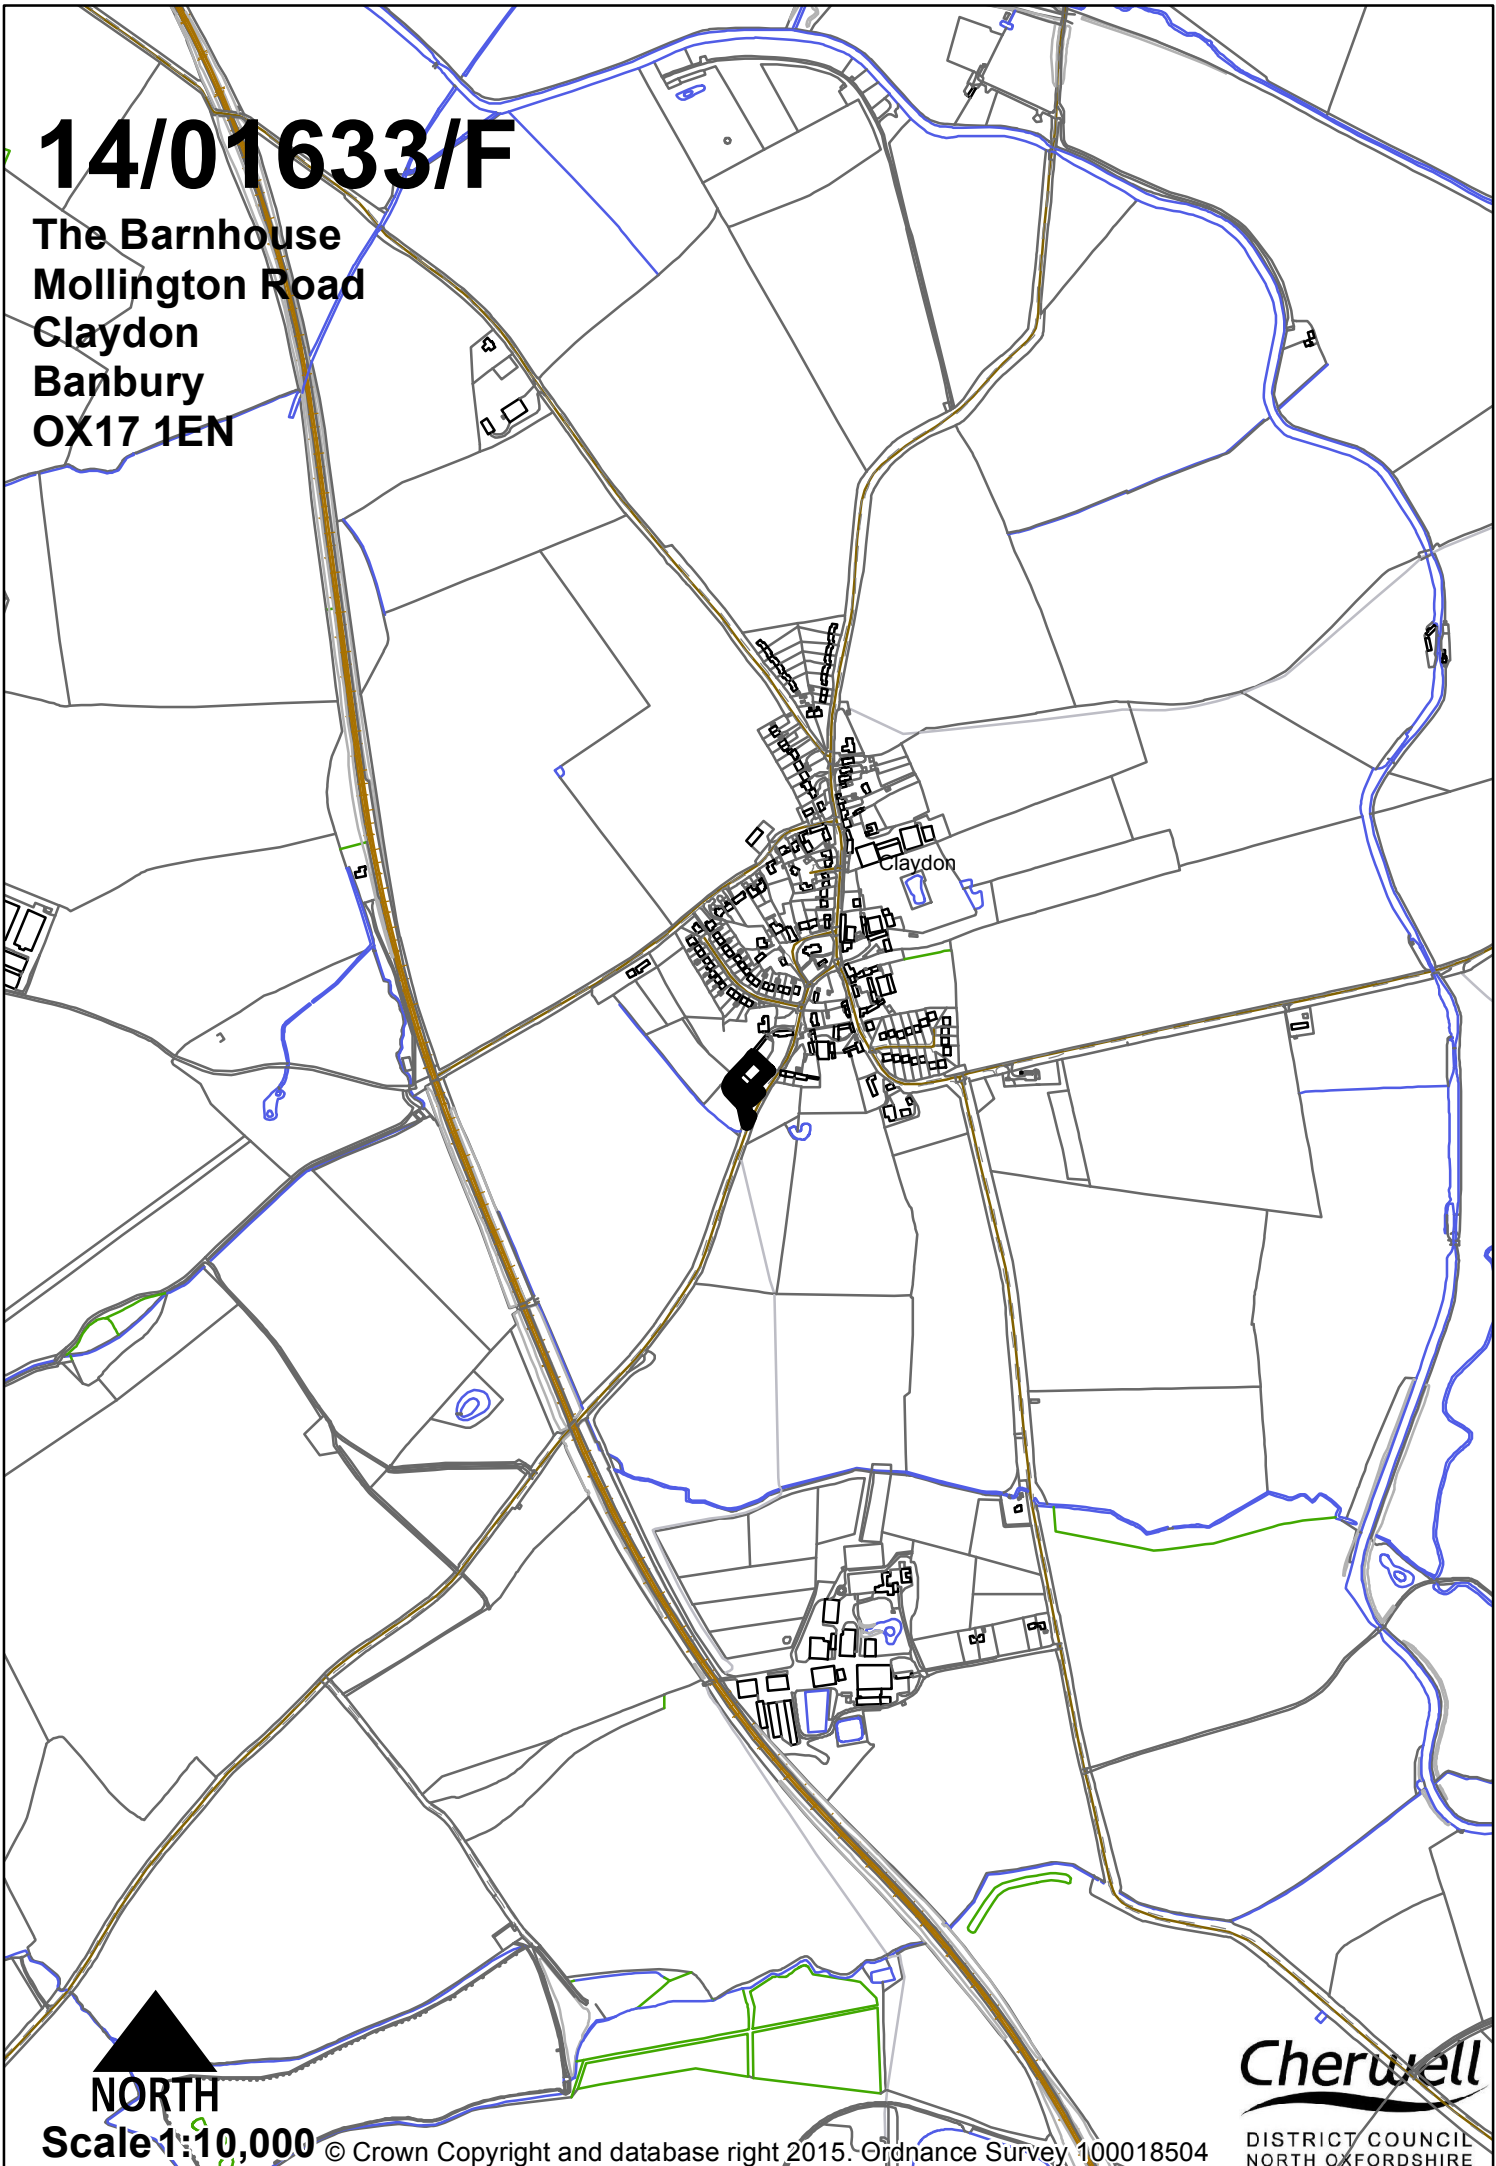 14/01633/F
The Barnhouse
Mollington Road
Claydon
Banbury
OX17 1EN
Claydon
NORTH
Scale 1:10,000
© Crown Copyright and database right 2015. Ordnance Survey 100018504
Cherwell
DISTRICT COUNCIL
NORTH OXFORDSHIRE